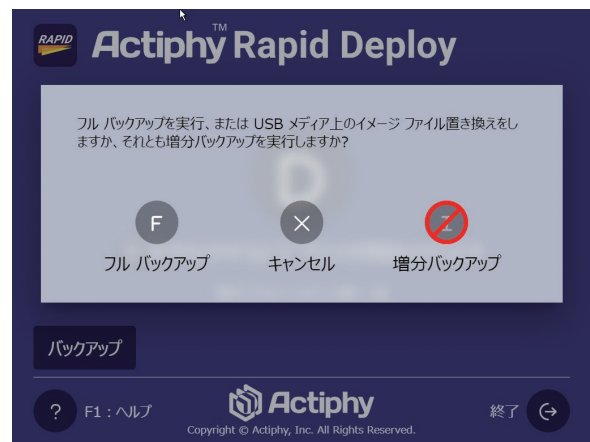 RAPID
Actiphy™ Rapid Deploy
フル バックアップを実行、または USB メディア上のイメージ ファイル置き換えをし
ますか、それとも増分バックアップを実行しますか?
D
F
I
フル バックアップ
キャンセル
増分バックアップ
バックアップ
? F1 : ヘルプ
Actiphy
終了
Copyright © Actiphy, Inc. All Rights Reserved.